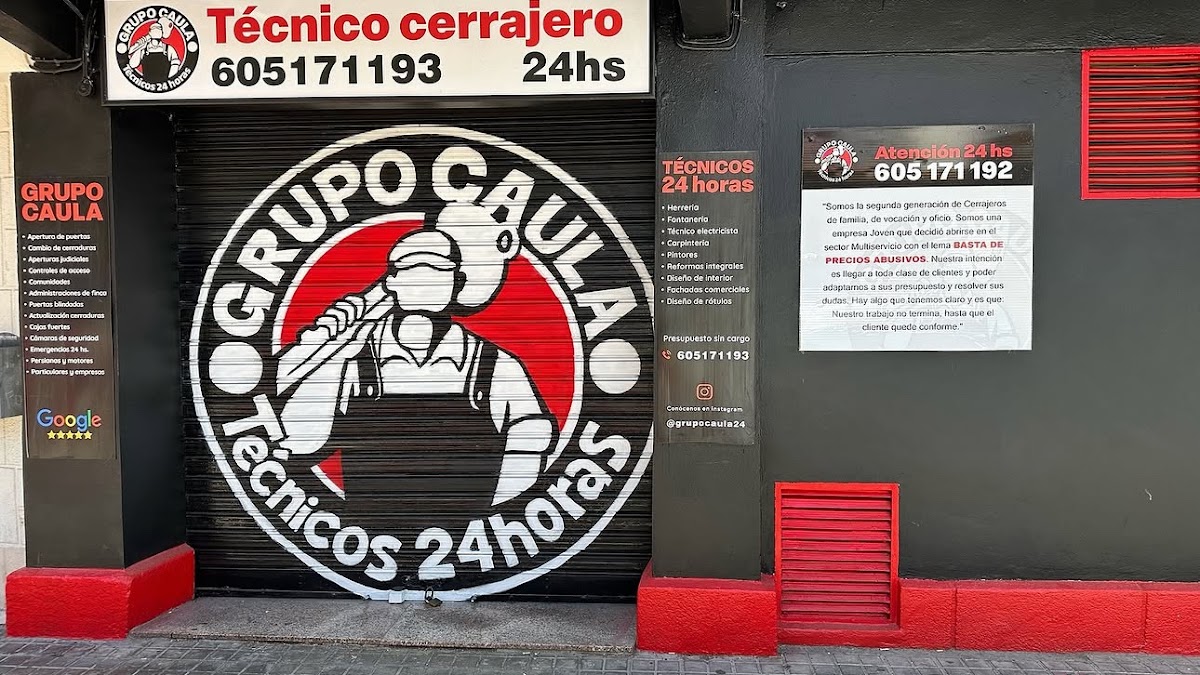 GRUPO CAULA
Técnicos 24 horas
Técnico cerrajero
605171193 24hs
GRUPO
CAULA
• Apertura de puertas
• Cambio de cerraduras
• Aperturas judiciales
• Controles de acceso
• Comunidades
• Administraciones de finca
• Puertas blindadas
• Actualización cerraduras
• Cajas fuertes
• Cámaras de seguridad
• Emergencias 24 hs.
• Persianas y motores
• Particulares y empresas
Google
GRUPO CAULA
Técnicos 24horas
TÉCNICOS
24 horas
• Herrería
• Fontanería
• Técnico electricista
• Carpintería
• Pintores
• Reformas integrales
• Diseño de interior
• Fachadas comerciales
• Diseño de rótulos
Presupuesto sin cargo
605171193
Conócenos en Instagram
@grupocaula24
GRUPO CAULA
Técnicos 24 horas
Atención 24 hs
605 171 192
"Somos la segunda generación de Cerrajeros
de familia, de vocación y oficio. Somos una
empresa Joven que decidió abrirse en el
sector Multiservicio con el lema BASTA DE
PRECIOS ABUSIVOS. Nuestra intención
es llegar a toda clase de clientes y poder
adaptarnos a sus presupuesto y resolver sus
dudas. Hay algo que tenemos claro y es que:
Nuestro trabajo no termina, hasta que el
cliente quede conforme."